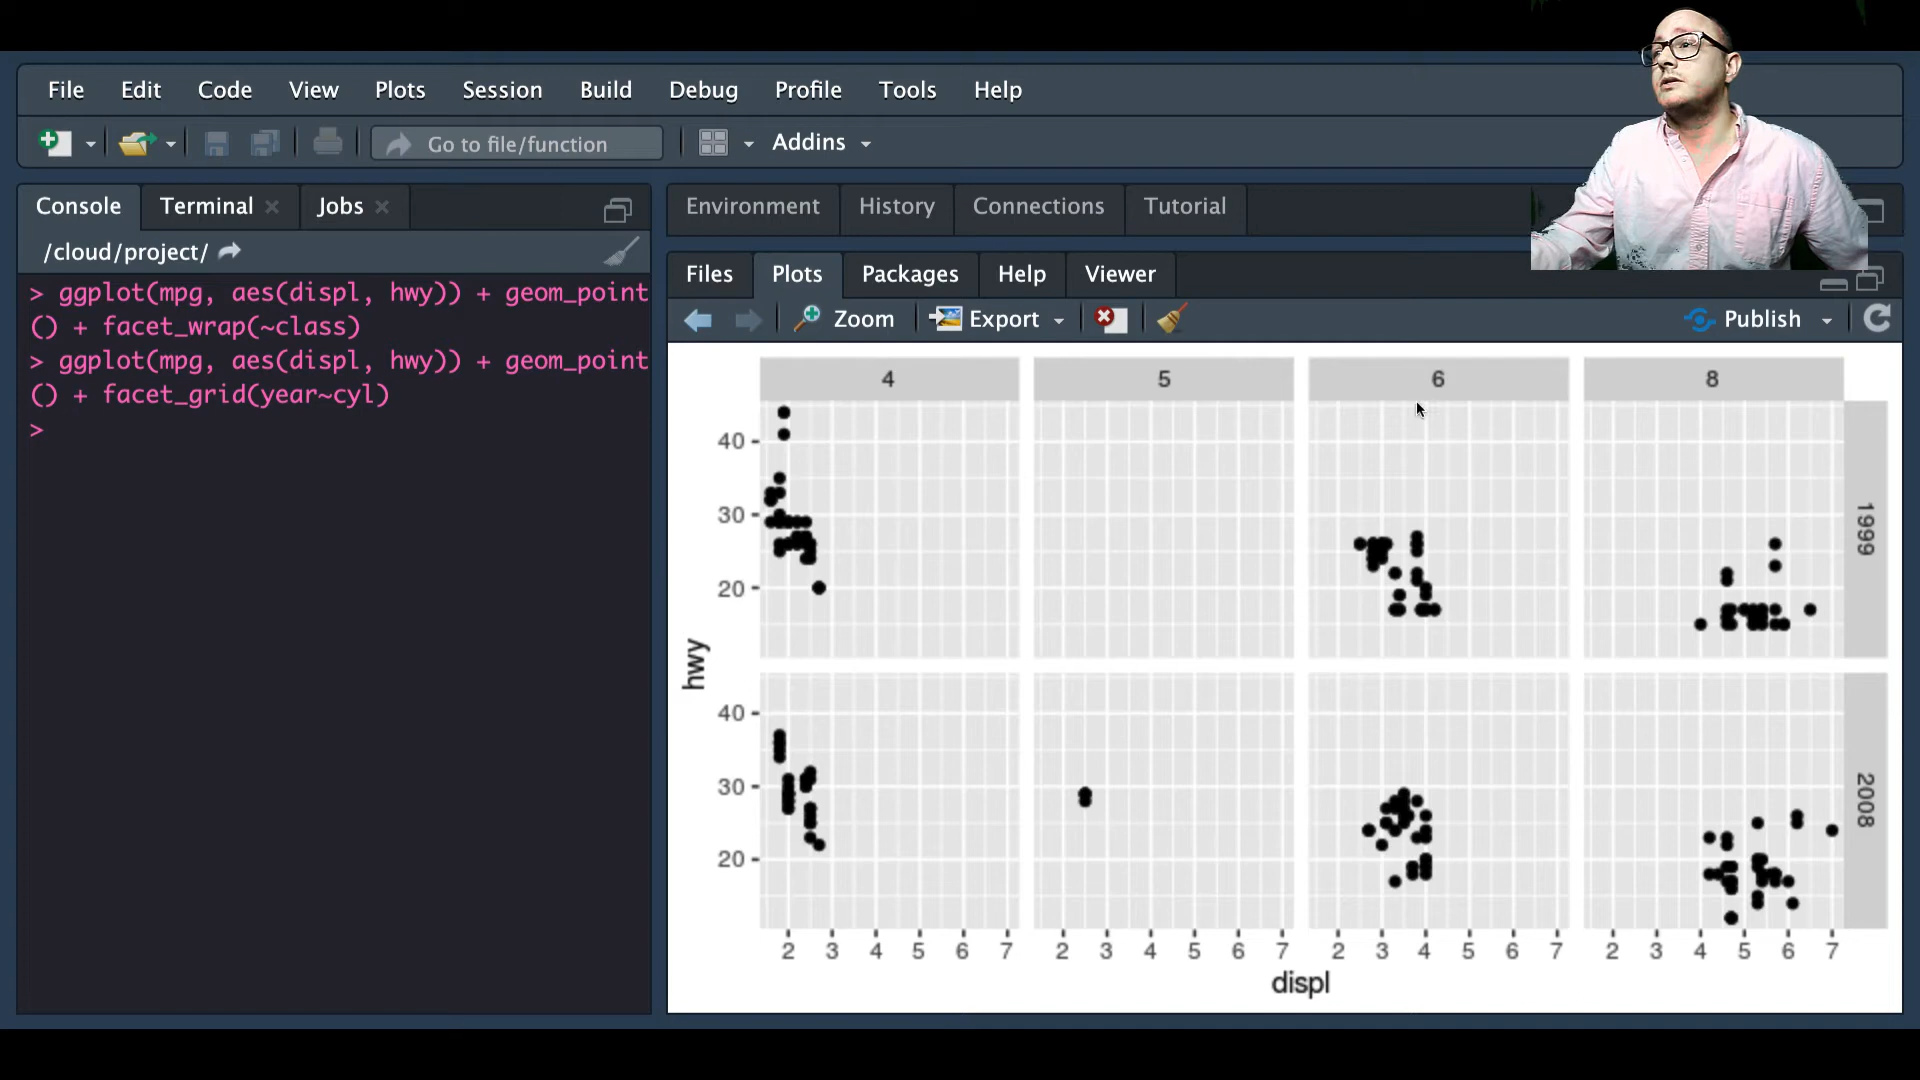 File Edit Code View Plots Session Build Debug Profile Tools Help
Go to file/function Addins
Console Terminal Jobs
/cloud/project/
> ggplot(mpg, aes(displ, hwy)) + geom_point
() + facet_wrap(~class)
> ggplot(mpg, aes(displ, hwy)) + geom_point
() + facet_grid(year~cyl)
>
Environment History Connections Tutorial
Files Plots Packages Help Viewer
Zoom Export Publish
4 5 6 8
40
30
20
1999
hwy
40
30
20
2008
2 3 4 5 6 7 2 3 4 5 6 7 2 3 4 5 6 7 2 3 4 5 6 7
displ